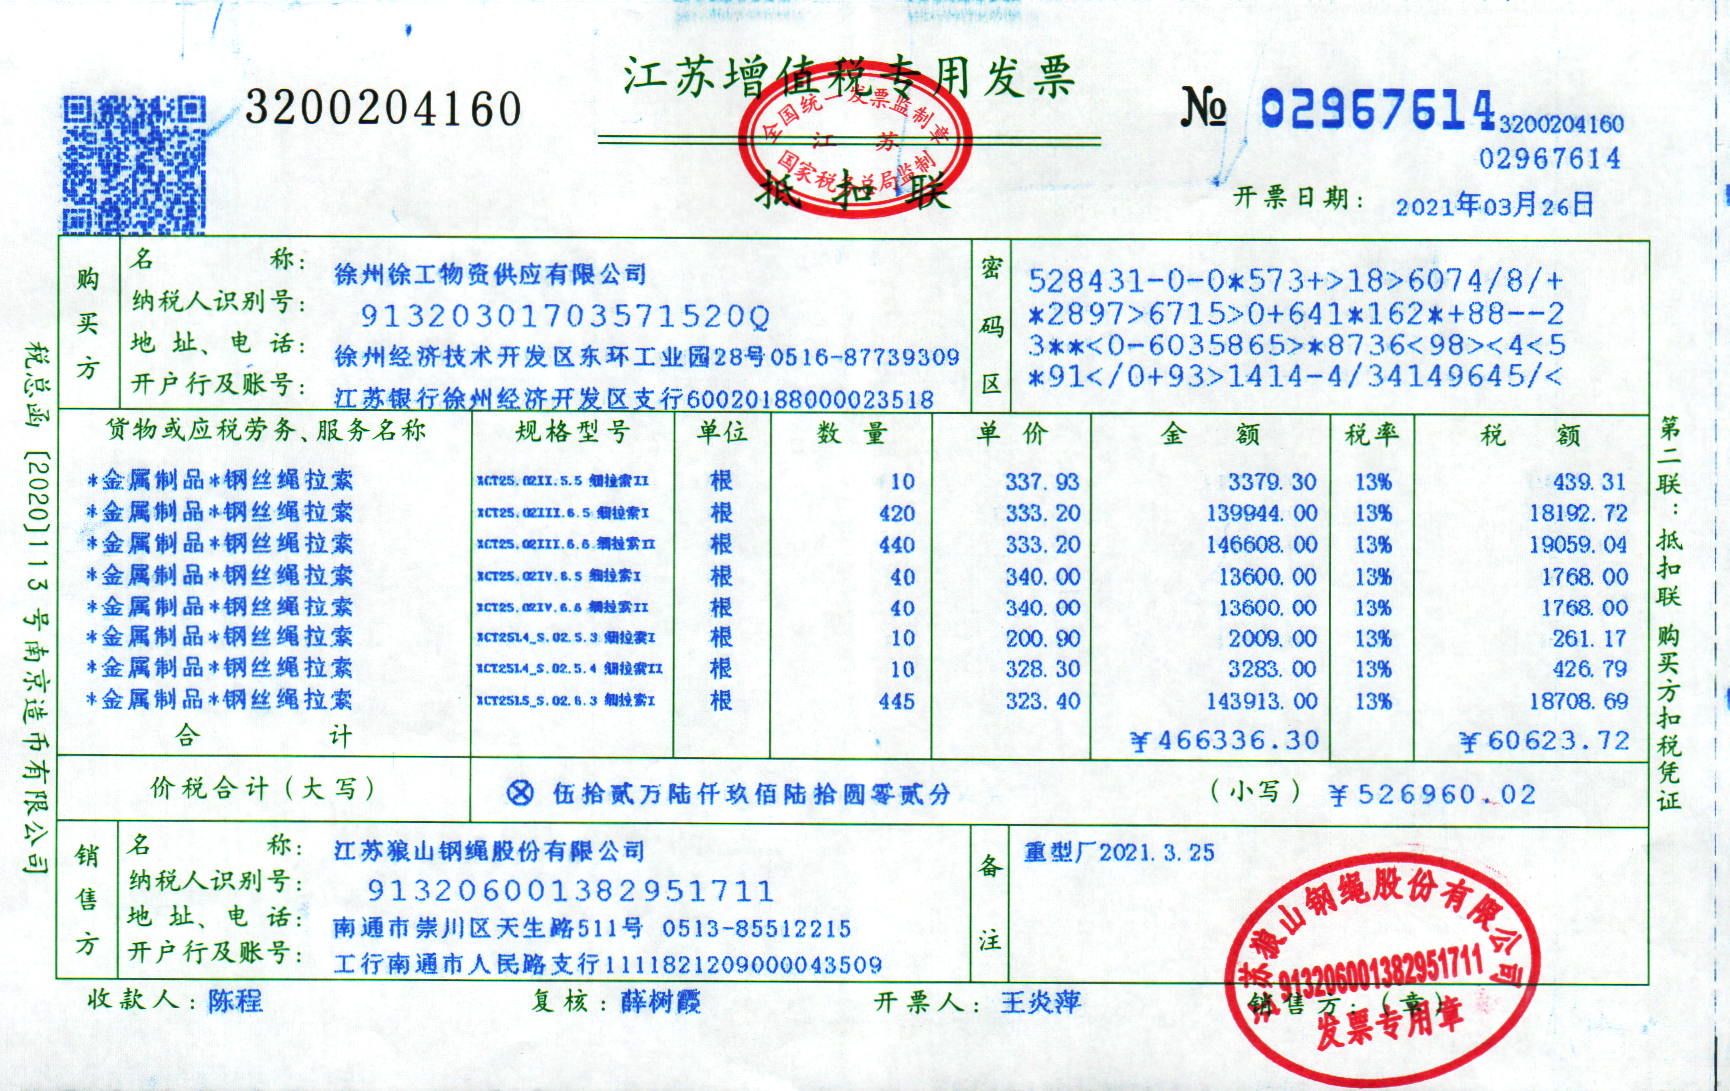 江苏增值税专用发票
全国统一发票监制章
江 苏
国家税务总局监制
抵扣联
3200204160
№ 02967614
3200204160
02967614
开票日期: 2021年03月26日
购买方
名 称: 徐州徐工物资供应有限公司
纳税人识别号: 91320301703571520Q
地 址、电 话: 徐州经济技术开发区东环工业园28号0516-87739309
开户行及账号: 江苏银行徐州经济开发区支行60020188000023518
密码区
528431-0-0*573+>18>6074/8/+
*2897>6715>0+641*162*+88--2
3**<0-6035865>*8736<98><4<5
*91</0+93>1414-4/34149645/<
货物或应税劳务、服务名称 规格型号 单位 数量 单价 金额 税率 税额
*金属制品*钢丝绳拉索 XCT25.02II.5.5 细拉索II 根 10 337.93 3379.30 13% 439.31
*金属制品*钢丝绳拉索 XCT25.02III.6.5 细拉索I 根 420 333.20 139944.00 13% 18192.72
*金属制品*钢丝绳拉索 XCT25.02III.6.6 细拉索II 根 440 333.20 146608.00 13% 19059.04
*金属制品*钢丝绳拉索 XCT25.02IV.6.5 细拉索I 根 40 340.00 13600.00 13% 1768.00
*金属制品*钢丝绳拉索 XCT25.02IV.6.6 细拉索II 根 40 340.00 13600.00 13% 1768.00
*金属制品*钢丝绳拉索 XCT25L4_S.02.5.3 细拉索I 根 10 200.90 2009.00 13% 261.17
*金属制品*钢丝绳拉索 XCT25L4_S.02.5.4 细拉索II 根 10 328.30 3283.00 13% 426.79
*金属制品*钢丝绳拉索 XCT25L5_S.02.6.3 细拉索I 根 445 323.40 143913.00 13% 18708.69
合 计 ¥466336.30 ¥60623.72
价税合计(大写) ⊗ 伍拾贰万陆仟玖佰陆拾圆零贰分 (小写) ¥526960.02
销售方
名 称: 江苏狼山钢绳股份有限公司
纳税人识别号: 913206001382951711
地 址、电 话: 南通市崇川区天生路511号 0513-85512215
开户行及账号: 工行南通市人民路支行1111821209000043509
备注
重型厂2021.3.25
收款人: 陈程 复核: 薛树霞 开票人: 王炎萍 销售方:(章)
江苏狼山钢绳股份有限公司
913206001382951711
发票专用章
税总函[2020]113号南京造币有限公司
第二联:抵扣联 购买方扣税凭证